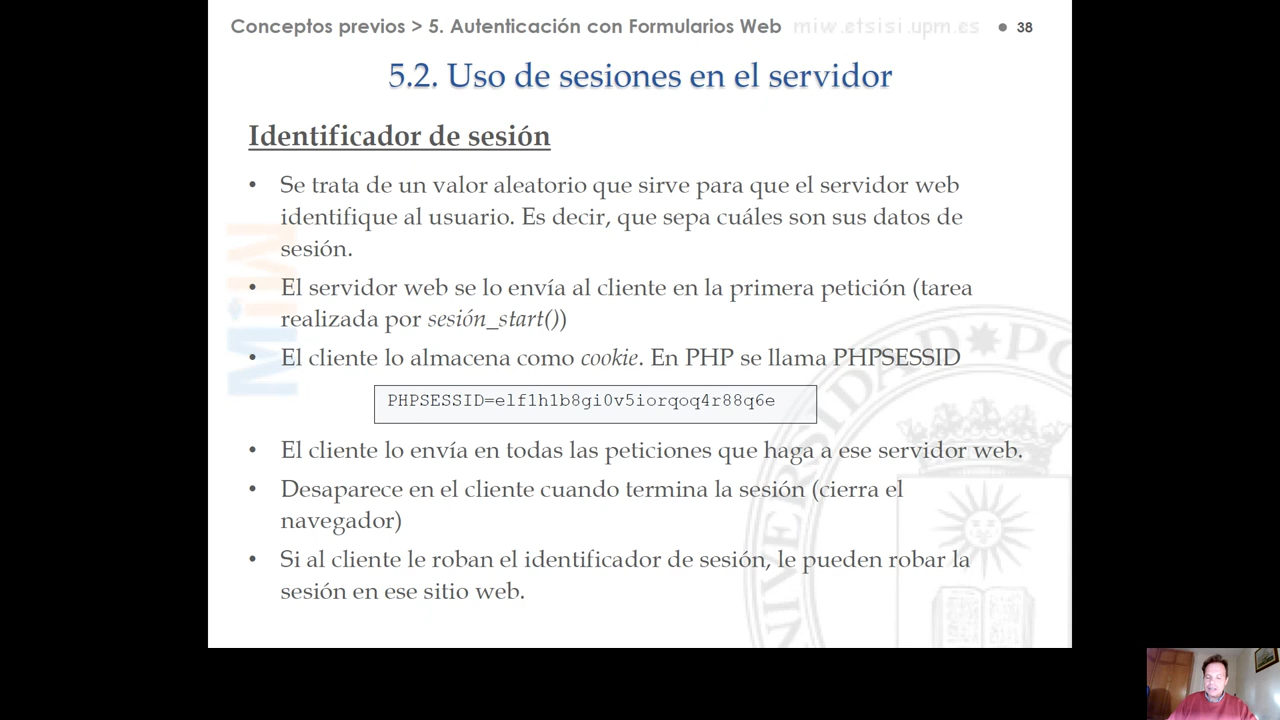 Conceptos previos > 5. Autenticación con Formularios Web miw.etsisi.upm.es • 38
5.2. Uso de sesiones en el servidor
Identificador de sesión
• Se trata de un valor aleatorio que sirve para que el servidor web
identifique al usuario. Es decir, que sepa cuáles son sus datos de
sesión.
• El servidor web se lo envía al cliente en la primera petición (tarea
realizada por sesión_start())
• El cliente lo almacena como cookie. En PHP se llama PHPSESSID
PHPSESSID=elf1h1b8gi0v5iorqoq4r88q6e
• El cliente lo envía en todas las peticiones que haga a ese servidor web.
• Desaparece en el cliente cuando termina la sesión (cierra el
navegador)
• Si al cliente le roban el identificador de sesión, le pueden robar la
sesión en ese sitio web.
MiW
UNIVERSIDAD PO